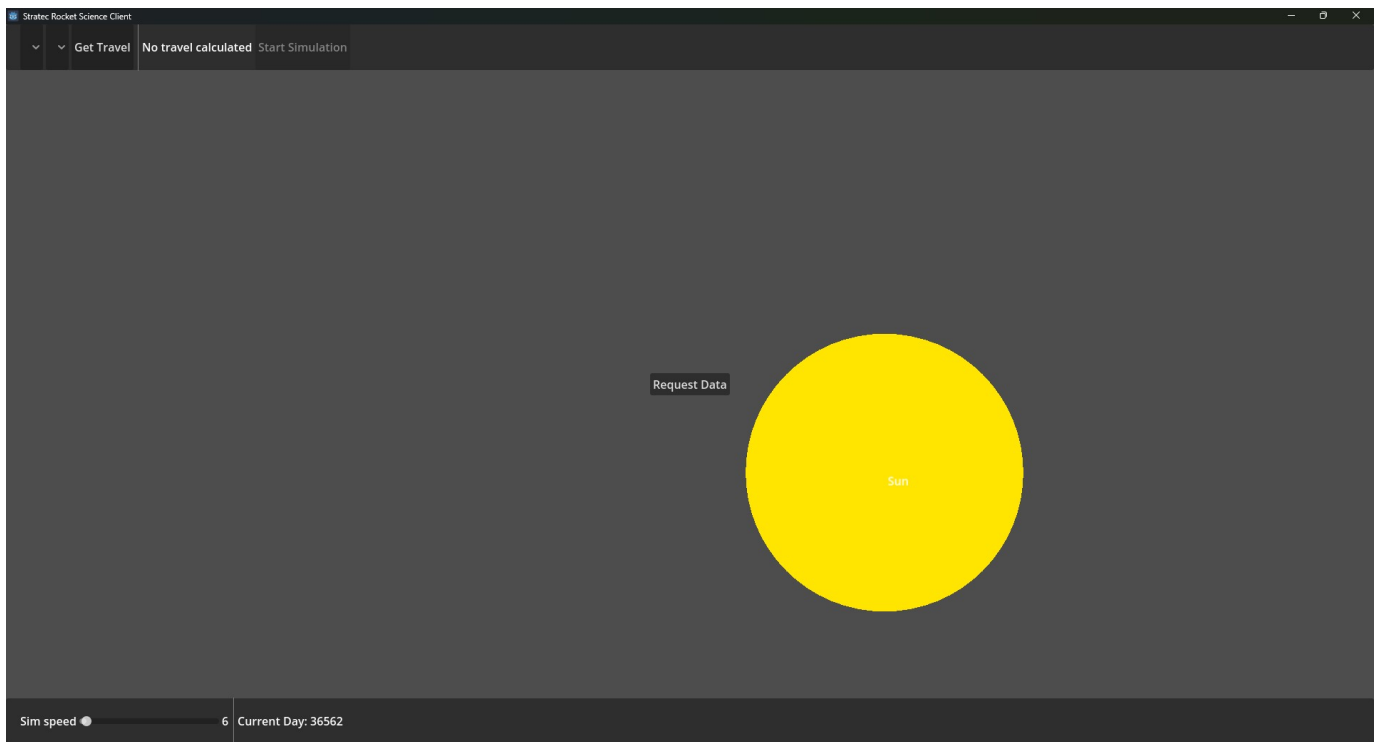 Stratec Rocket Science Client
Get Travel No travel calculated Start Simulation
Request Data
Sun
Sim speed 6 Current Day: 36562